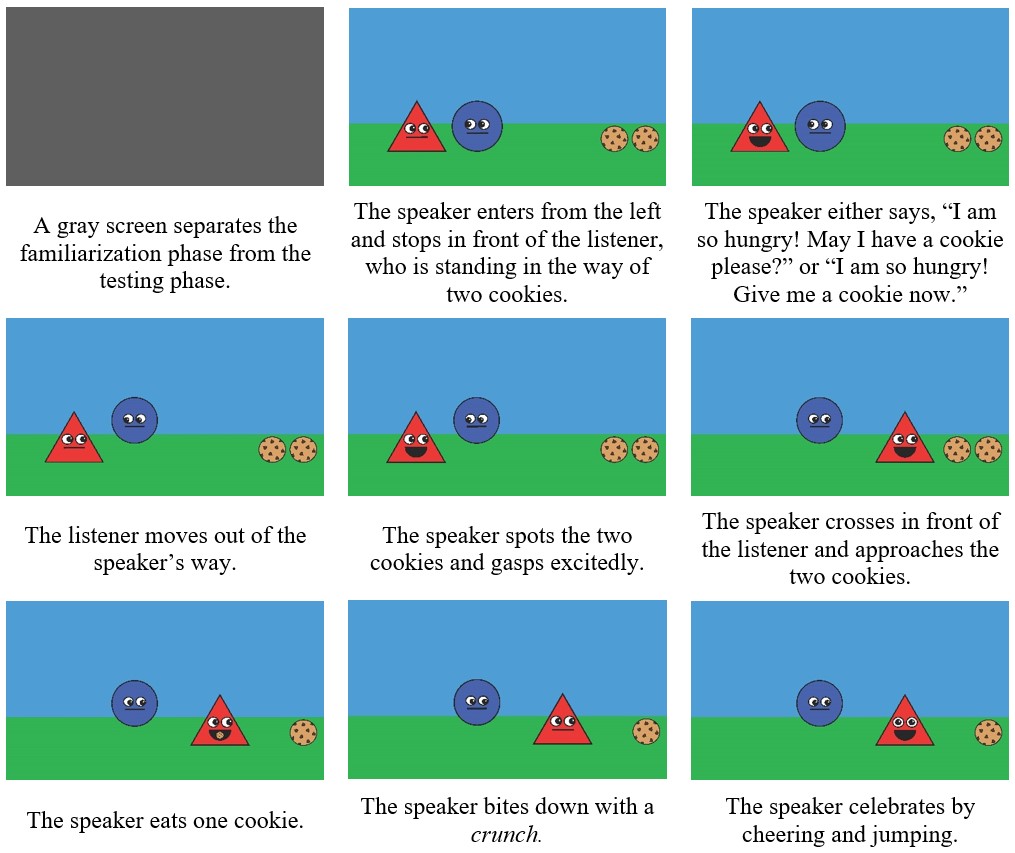 A gray screen separates the
familiarization phase from the
testing phase.
The speaker enters from the left
and stops in front of the listener,
who is standing in the way of
two cookies.
The speaker either says, “I am
so hungry! May I have a cookie
please?” or “I am so hungry!
Give me a cookie now.”
The listener moves out of the
speaker’s way.
The speaker spots the two
cookies and gasps excitedly.
The speaker crosses in front of
the listener and approaches the
two cookies.
The speaker eats one cookie.
The speaker bites down with a
crunch.
The speaker celebrates by
cheering and jumping.